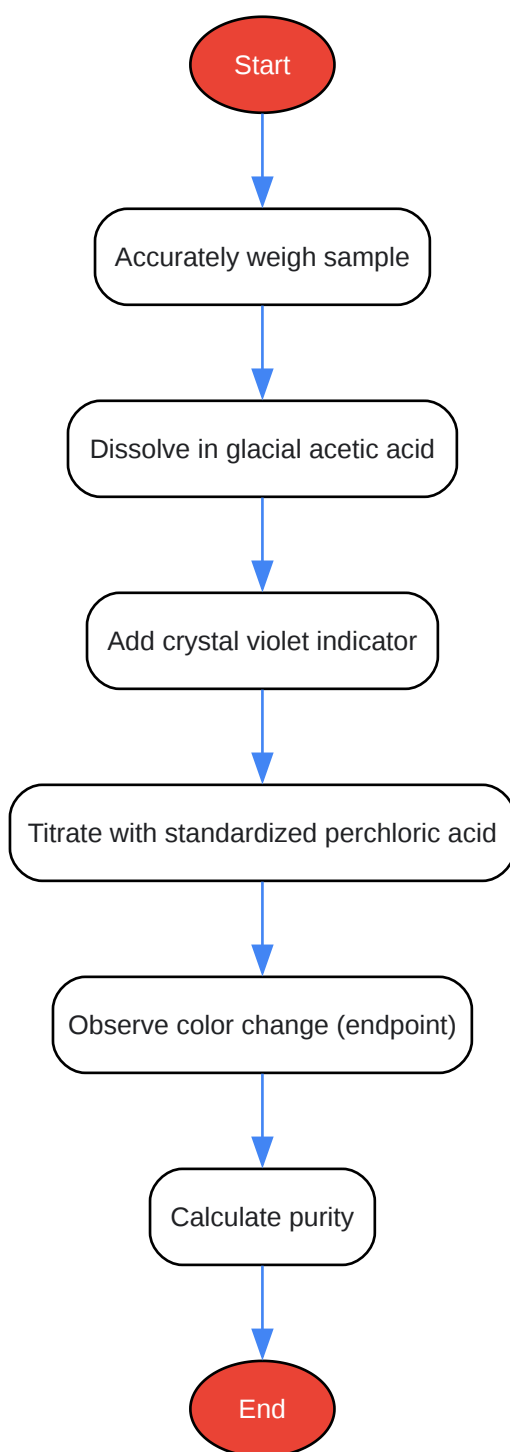 Start
Accurately weigh sample
Dissolve in glacial acetic acid
Add crystal violet indicator
Titrate with standardized perchloric acid
Observe color change (endpoint)
Calculate purity
End